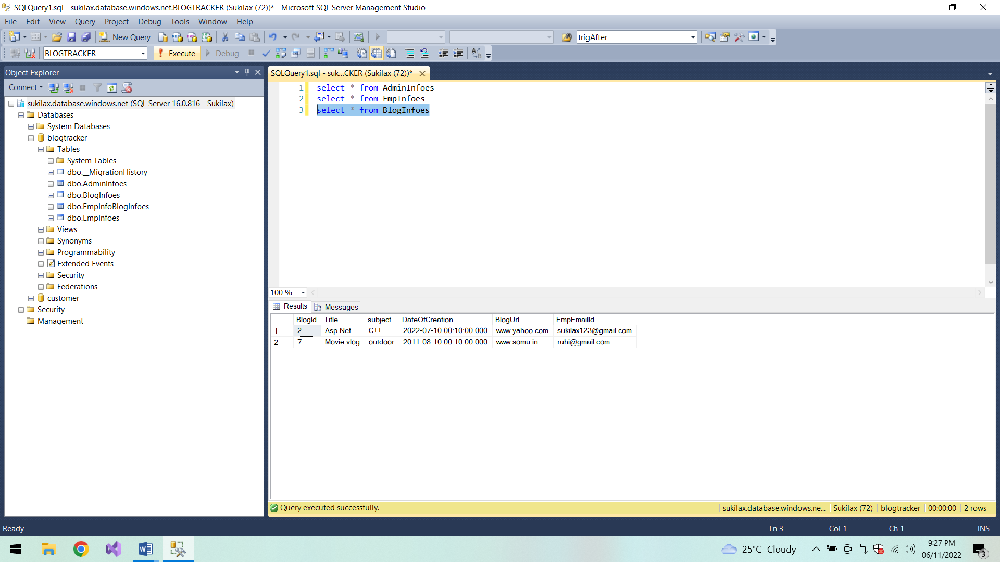 SQLQuery1.sql - sukilax.database.windows.net.BLOGTRACKER (Sukilax (72))* - Microsoft SQL Server Management Studio
File Edit View Query Project Debug Tools Window Help
New Query trigAfter
BLOGTRACKER Execute Debug
Object Explorer
Connect
sukilax.database.windows.net (SQL Server 16.0.816 - Sukilax)
Databases
System Databases
blogtracker
Tables
System Tables
dbo.__MigrationHistory
dbo.AdminInfoes
dbo.BlogInfoes
dbo.EmpInfoBlogInfoes
dbo.EmpInfoes
Views
Synonyms
Programmability
Extended Events
Security
Federations
customer
Security
Management
SQLQuery1.sql - suk...CKER (Sukilax (72))*
1 select * from AdminInfoes
2 select * from EmpInfoes
3 select * from BlogInfoes
100 %
Results Messages
BlogId Title subject DateOfCreation BlogUrl EmpEmailId
1 2 Asp.Net C++ 2022-07-10 00:10:00.000 www.yahoo.com sukilax123@gmail.com
2 7 Movie vlog outdoor 2011-08-10 00:10:00.000 www.somu.in ruhi@gmail.com
Query executed successfully. sukilax.database.windows.ne... Sukilax (72) blogtracker 00:00:00 2 rows
Ready Ln 3 Col 1 Ch 1 INS
25°C Cloudy 9:27 PM
06/11/2022 3